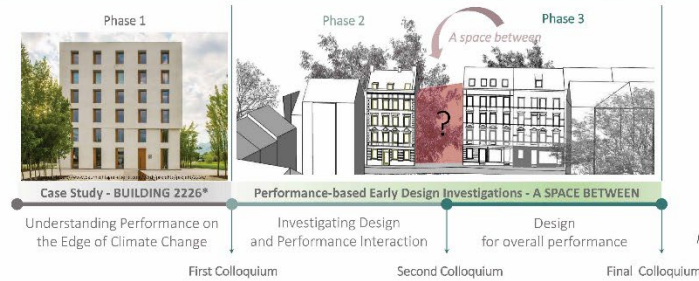 Phase 1
Phase 2
Phase 3
A space between
?
Case Study - BUILDING 2226*
Performance-based Early Design Investigations - A SPACE BETWEEN
Understanding Performance on
the Edge of Climate Change
Investigating Design
and Performance Interaction
Design
for overall performance
First Colloquium
Second Colloquium
Final Colloquium